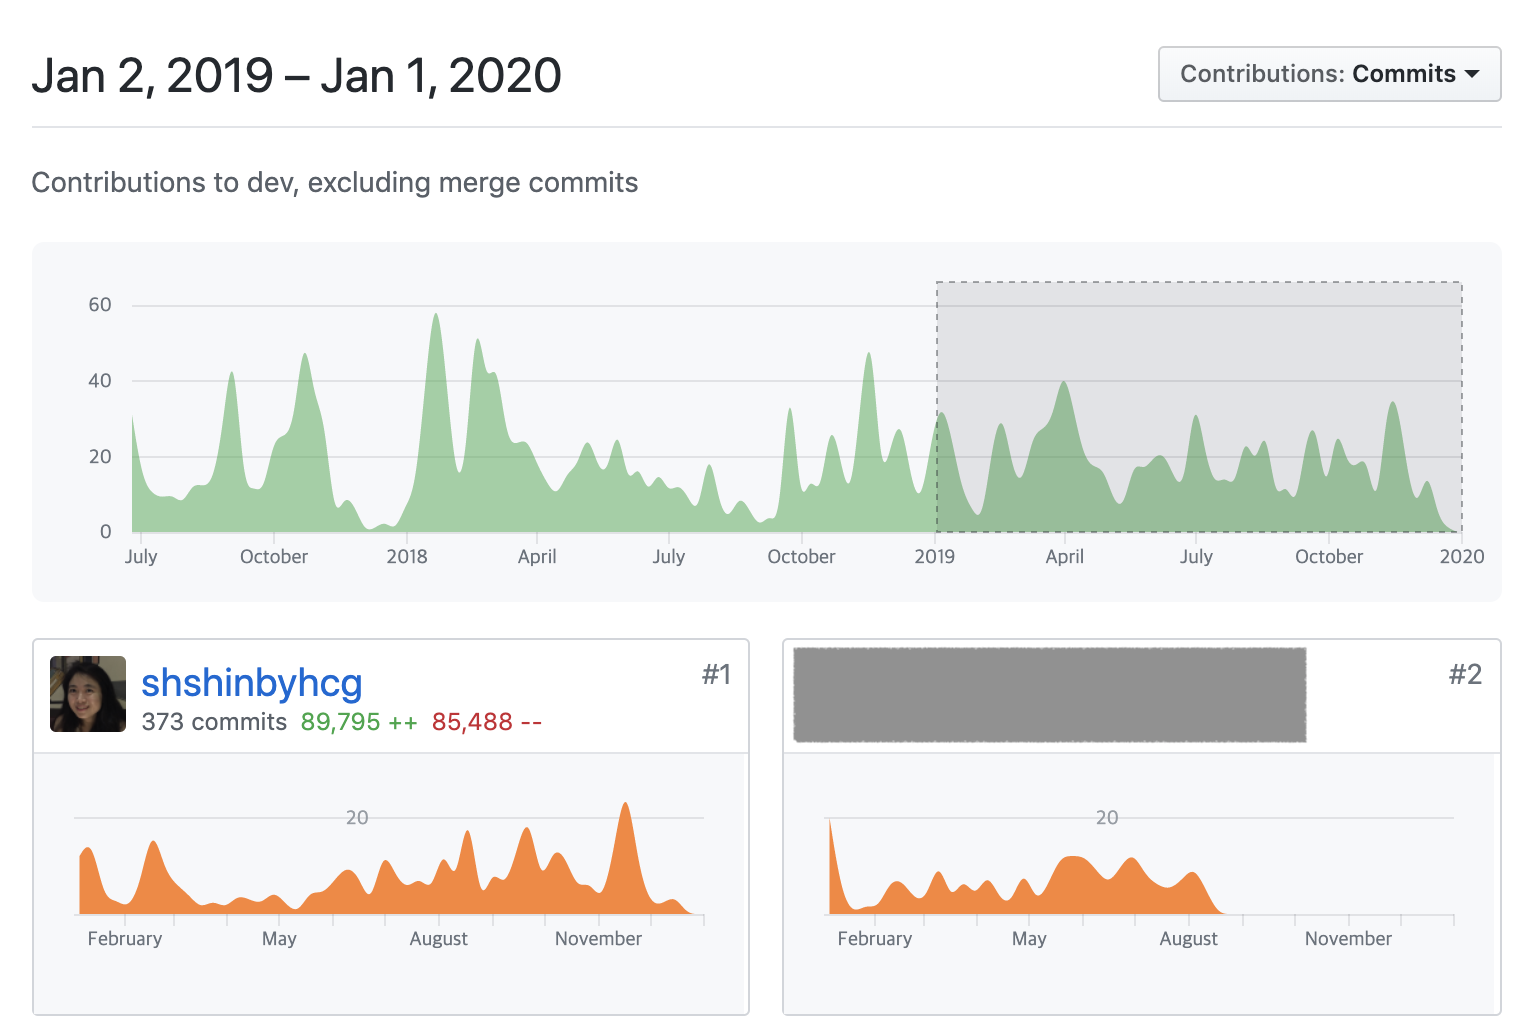 Jan 2, 2019 – Jan 1, 2020
Contributions: Commits
Contributions to dev, excluding merge commits
60
40
20
0
July October 2018 April July October 2019 April July October 2020
shshinbyhcg
#1
373 commits 89,795 ++ 85,488 --
20
February May August November
#2
20
February May August November